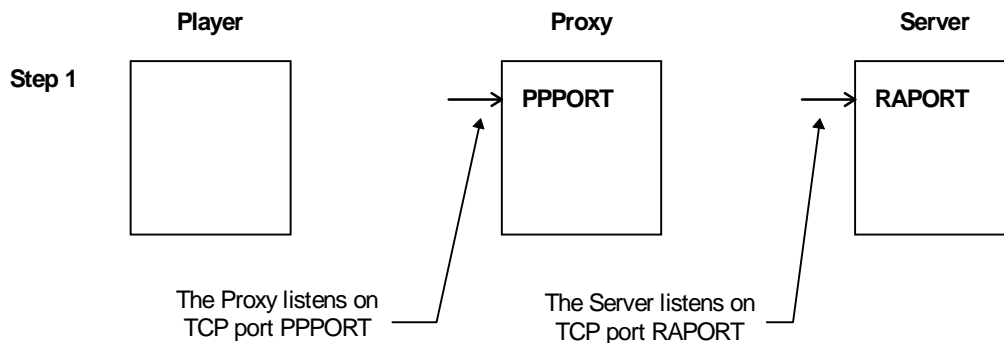 Player
Proxy
Server
Step 1
PPPORT
RAPORT
The Proxy listens on
TCP port PPPORT
The Server listens on
TCP port RAPORT